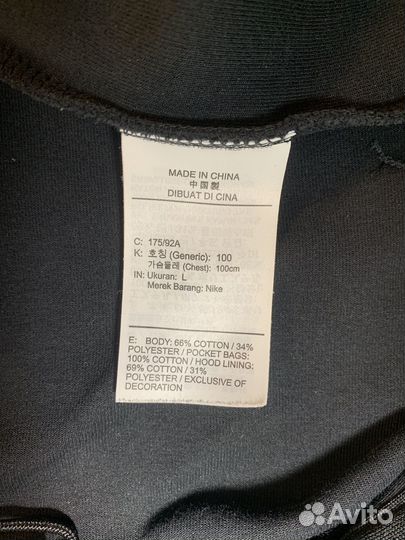 MADE IN CHINA
中国製
DIBUAT DI CINA
C: 175/92A
K: 호칭 (Generic): 100
가슴둘레 (Chest): 100cm
IN: Ukuran: L
Merek Barang: Nike
E: BODY: 66% COTTON / 34%
POLYESTER / POCKET BAGS:
100% COTTON / HOOD LINING:
69% COTTON / 31%
POLYESTER / EXCLUSIVE OF
DECORATION
Avito